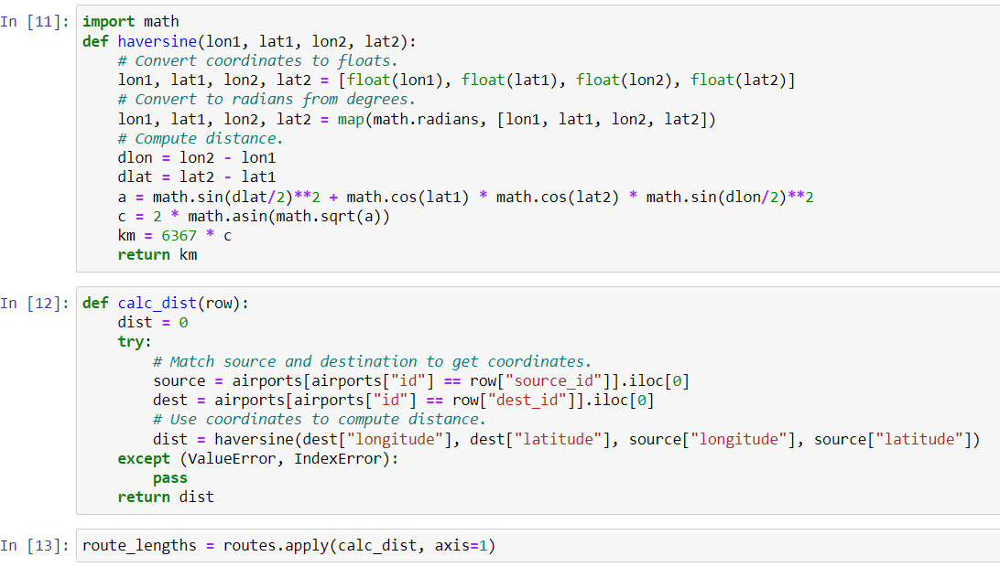 In [11]: import math
def haversine(lon1, lat1, lon2, lat2):
    # Convert coordinates to floats.
    lon1, lat1, lon2, lat2 = [float(lon1), float(lat1), float(lon2), float(lat2)]
    # Convert to radians from degrees.
    lon1, lat1, lon2, lat2 = map(math.radians, [lon1, lat1, lon2, lat2])
    # Compute distance.
    dlon = lon2 - lon1
    dlat = lat2 - lat1
    a = math.sin(dlat/2)**2 + math.cos(lat1) * math.cos(lat2) * math.sin(dlon/2)**2
    c = 2 * math.asin(math.sqrt(a))
    km = 6367 * c
    return km
In [12]: def calc_dist(row):
    dist = 0
    try:
        # Match source and destination to get coordinates.
        source = airports[airports["id"] == row["source_id"]].iloc[0]
        dest = airports[airports["id"] == row["dest_id"]].iloc[0]
        # Use coordinates to compute distance.
        dist = haversine(dest["longitude"], dest["latitude"], source["longitude"], source["latitude"])
    except (ValueError, IndexError):
        pass
    return dist
In [13]: route_lengths = routes.apply(calc_dist, axis=1)